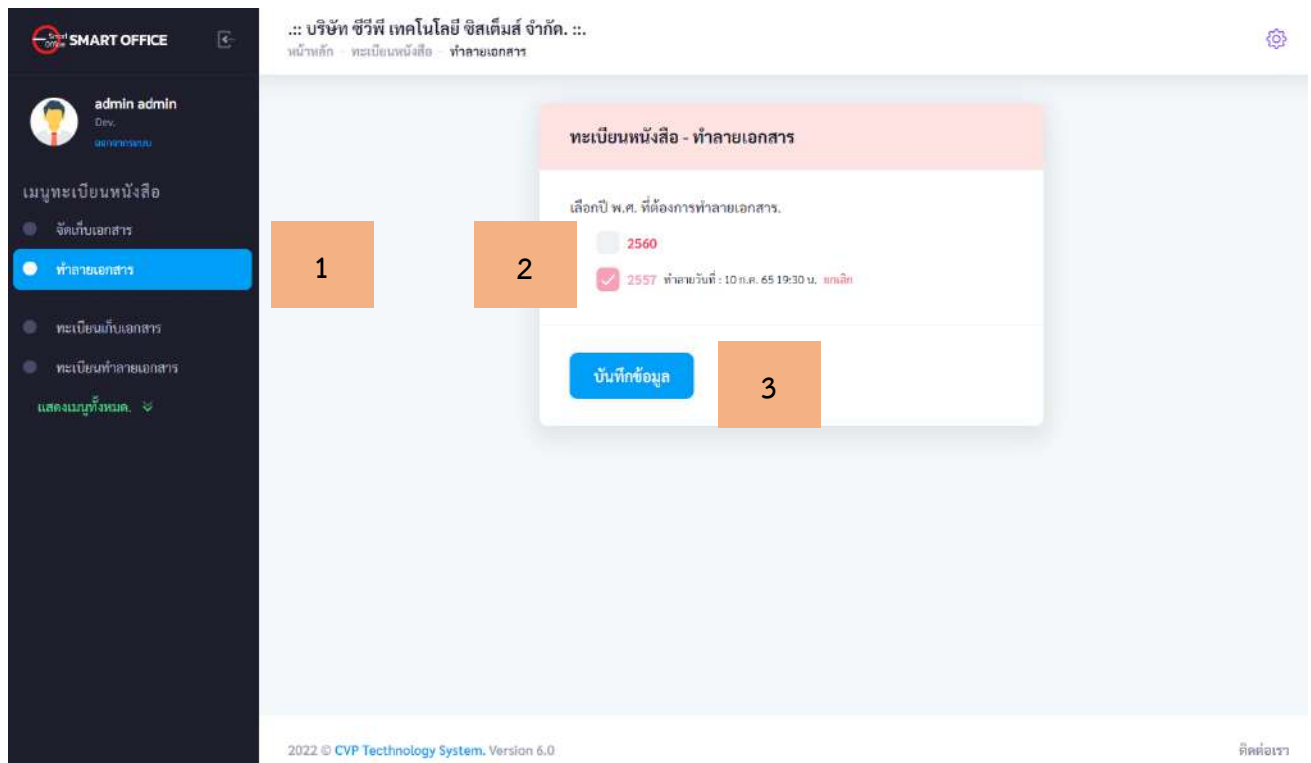 Smart
office
SMART OFFICE
admin admin
Dev.
ออกจากระบบ
เมนูทะเบียนหนังสือ
จัดเก็บเอกสาร
ทำลายเอกสาร
ทะเบียนเก็บเอกสาร
ทะเบียนทำลายเอกสาร
แสดงเมนูทั้งหมด.
.:: บริษัท ซีวีพี เทคโนโลยี ซิสเต็มส์ จำกัด. ::.
หน้าหลัก - ทะเบียนหนังสือ - ทำลายเอกสาร
ทะเบียนหนังสือ - ทำลายเอกสาร
เลือกปี พ.ศ. ที่ต้องการทำลายเอกสาร.
2560
2557 ทำลายวันที่ : 10 ก.ค. 65 19:30 น. ยกเลิก
บันทึกข้อมูล
1
2
3
2022 © CVP Tecthnology System. Version 6.0
ติดต่อเรา